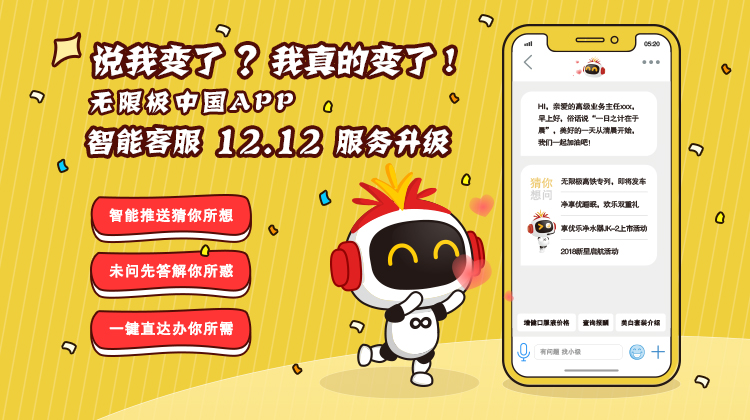 说我变了？我真的变了！
无限极中国APP
智能客服 12.12 服务升级
智能推送猜你所想
未问先答解你所惑
一键直达办你所需
05:20
HI，亲爱的高级业务主任xxx，
早上好，俗话说“一日之计在于
晨”，美好的一天从清晨开始，
我们一起加油吧！
猜你
想问
无限极高铁专列，即将发车
净享优睡眠，欢乐双重礼
享优乐净水器JK-2上市活动
2018新星启航活动
增健口服液价格
查询报酬
美白套装介绍
有问题 找小极